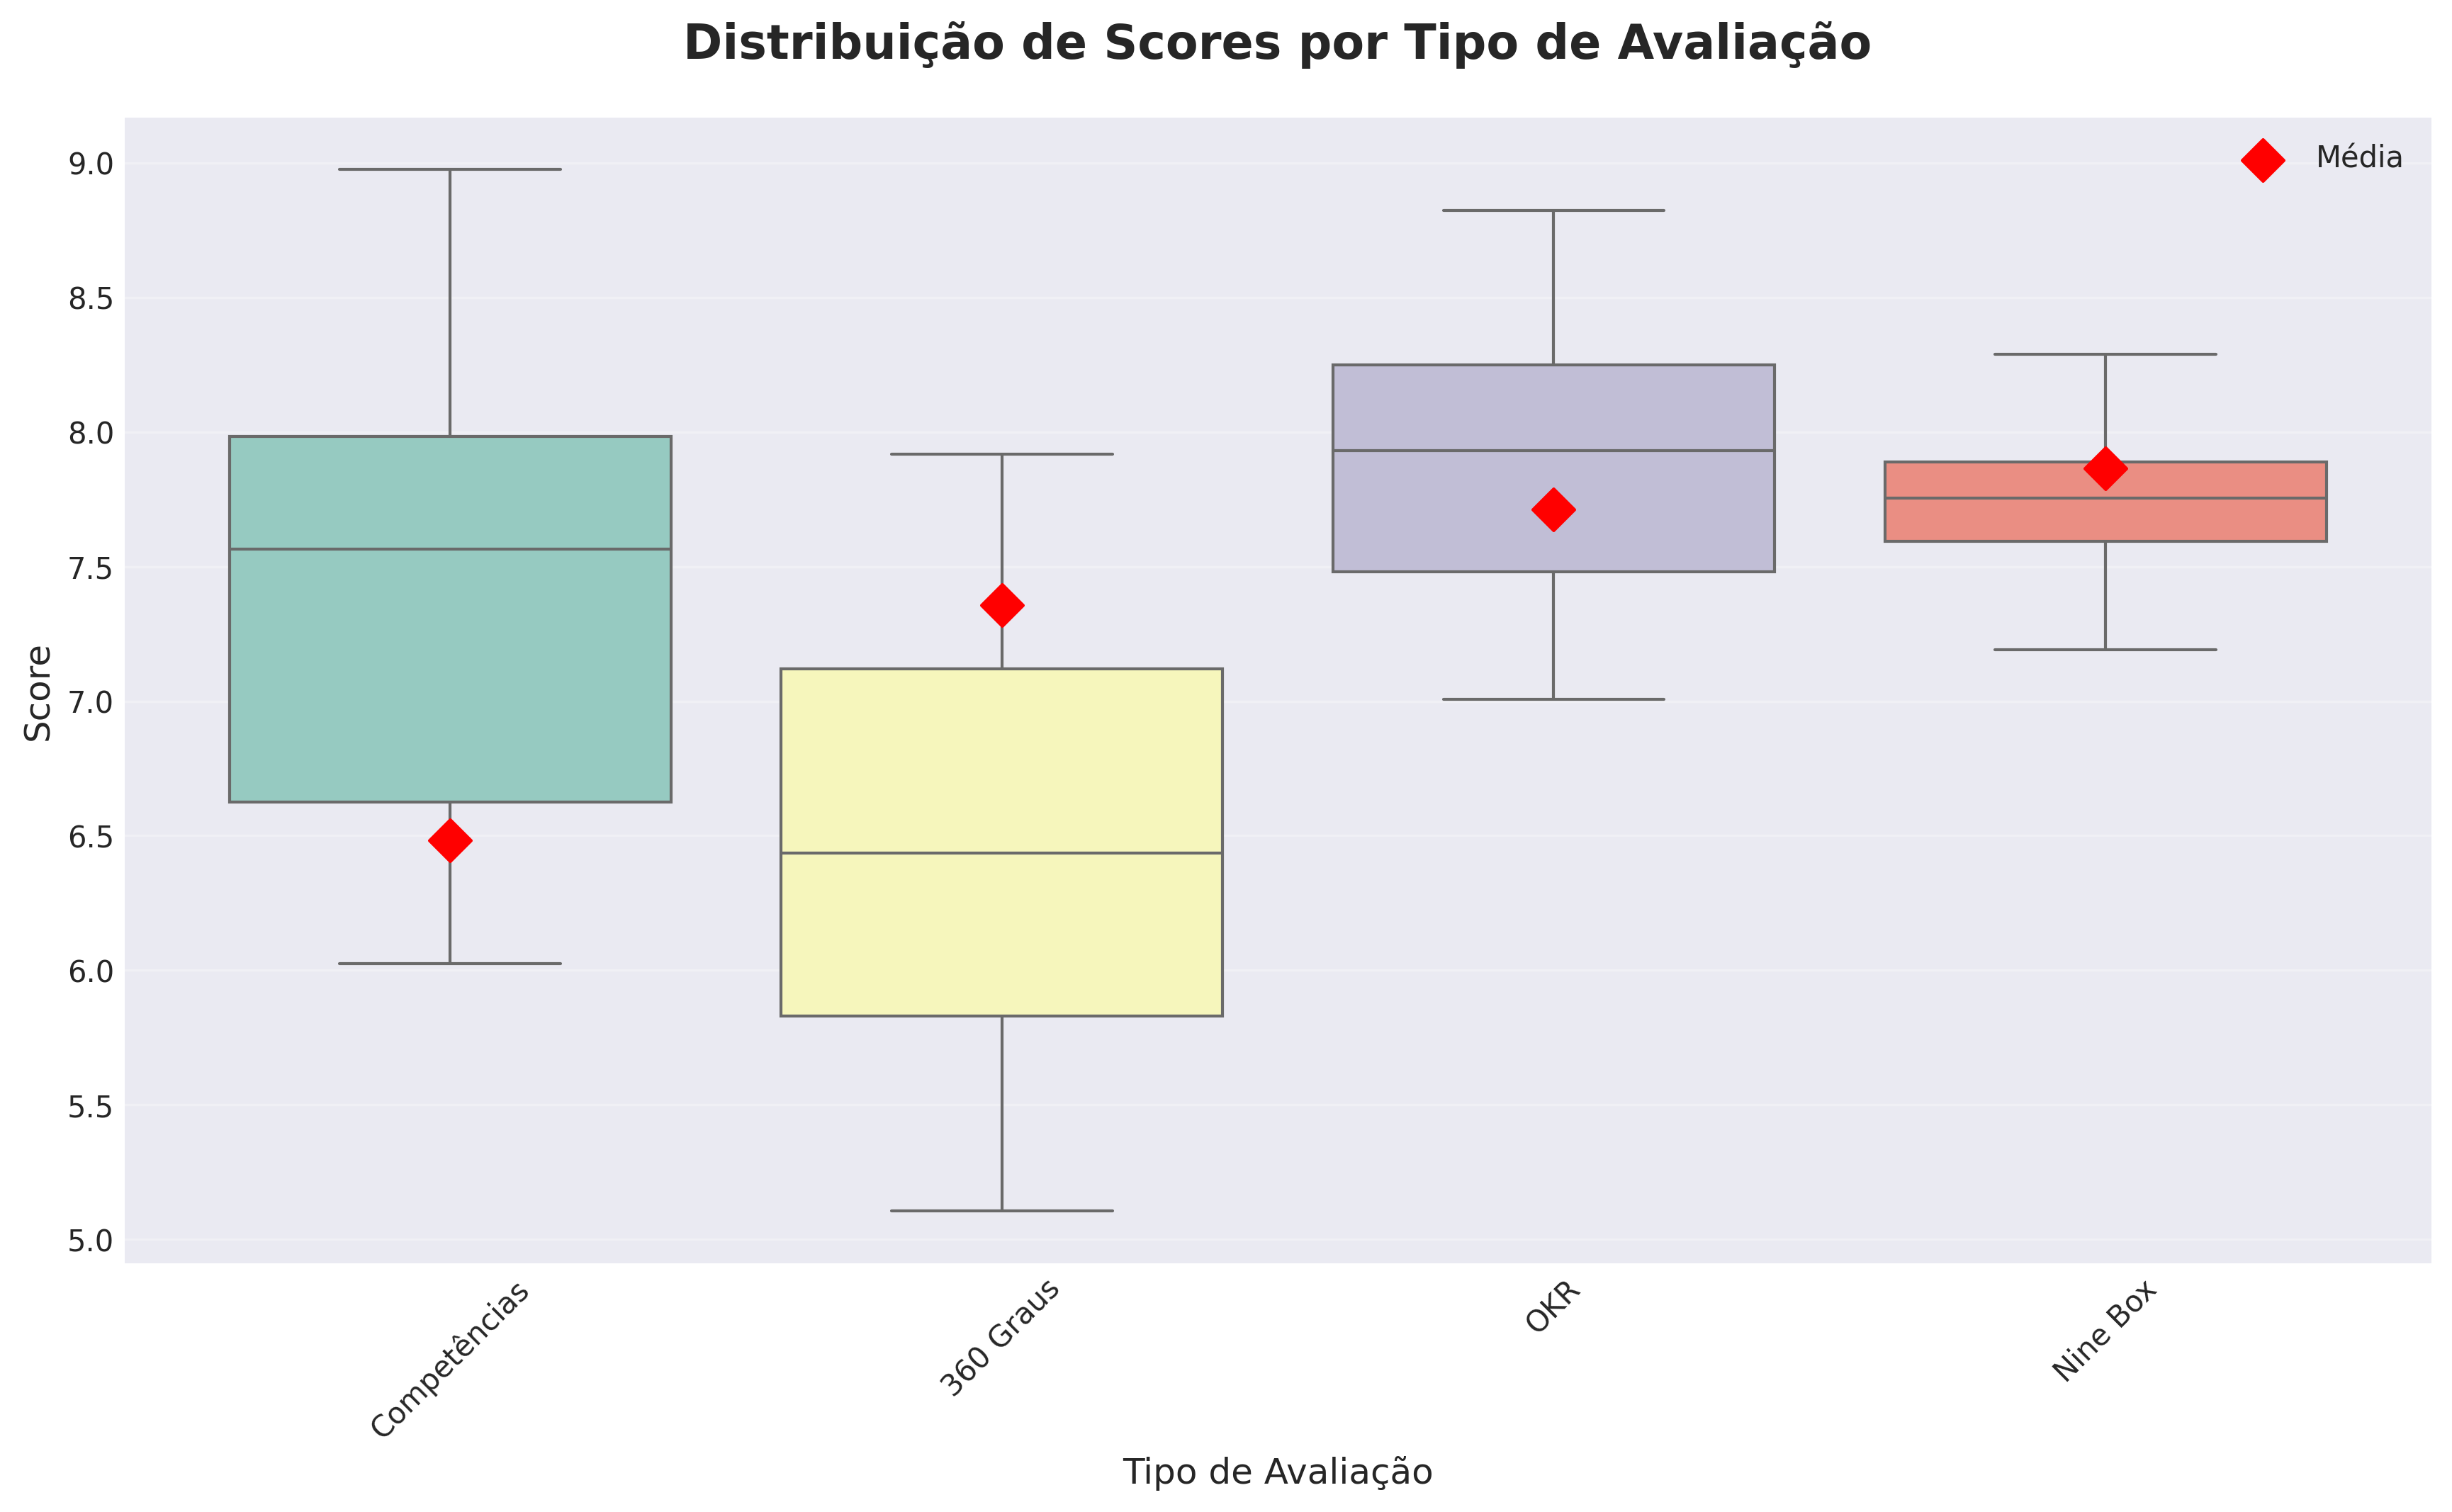 Distribuição de Scores por Tipo de Avaliação
Média
Score
9.0
8.5
8.0
7.5
7.0
6.5
6.0
5.5
5.0
Competências
360 Graus
OKR
Nine Box
Tipo de Avaliação